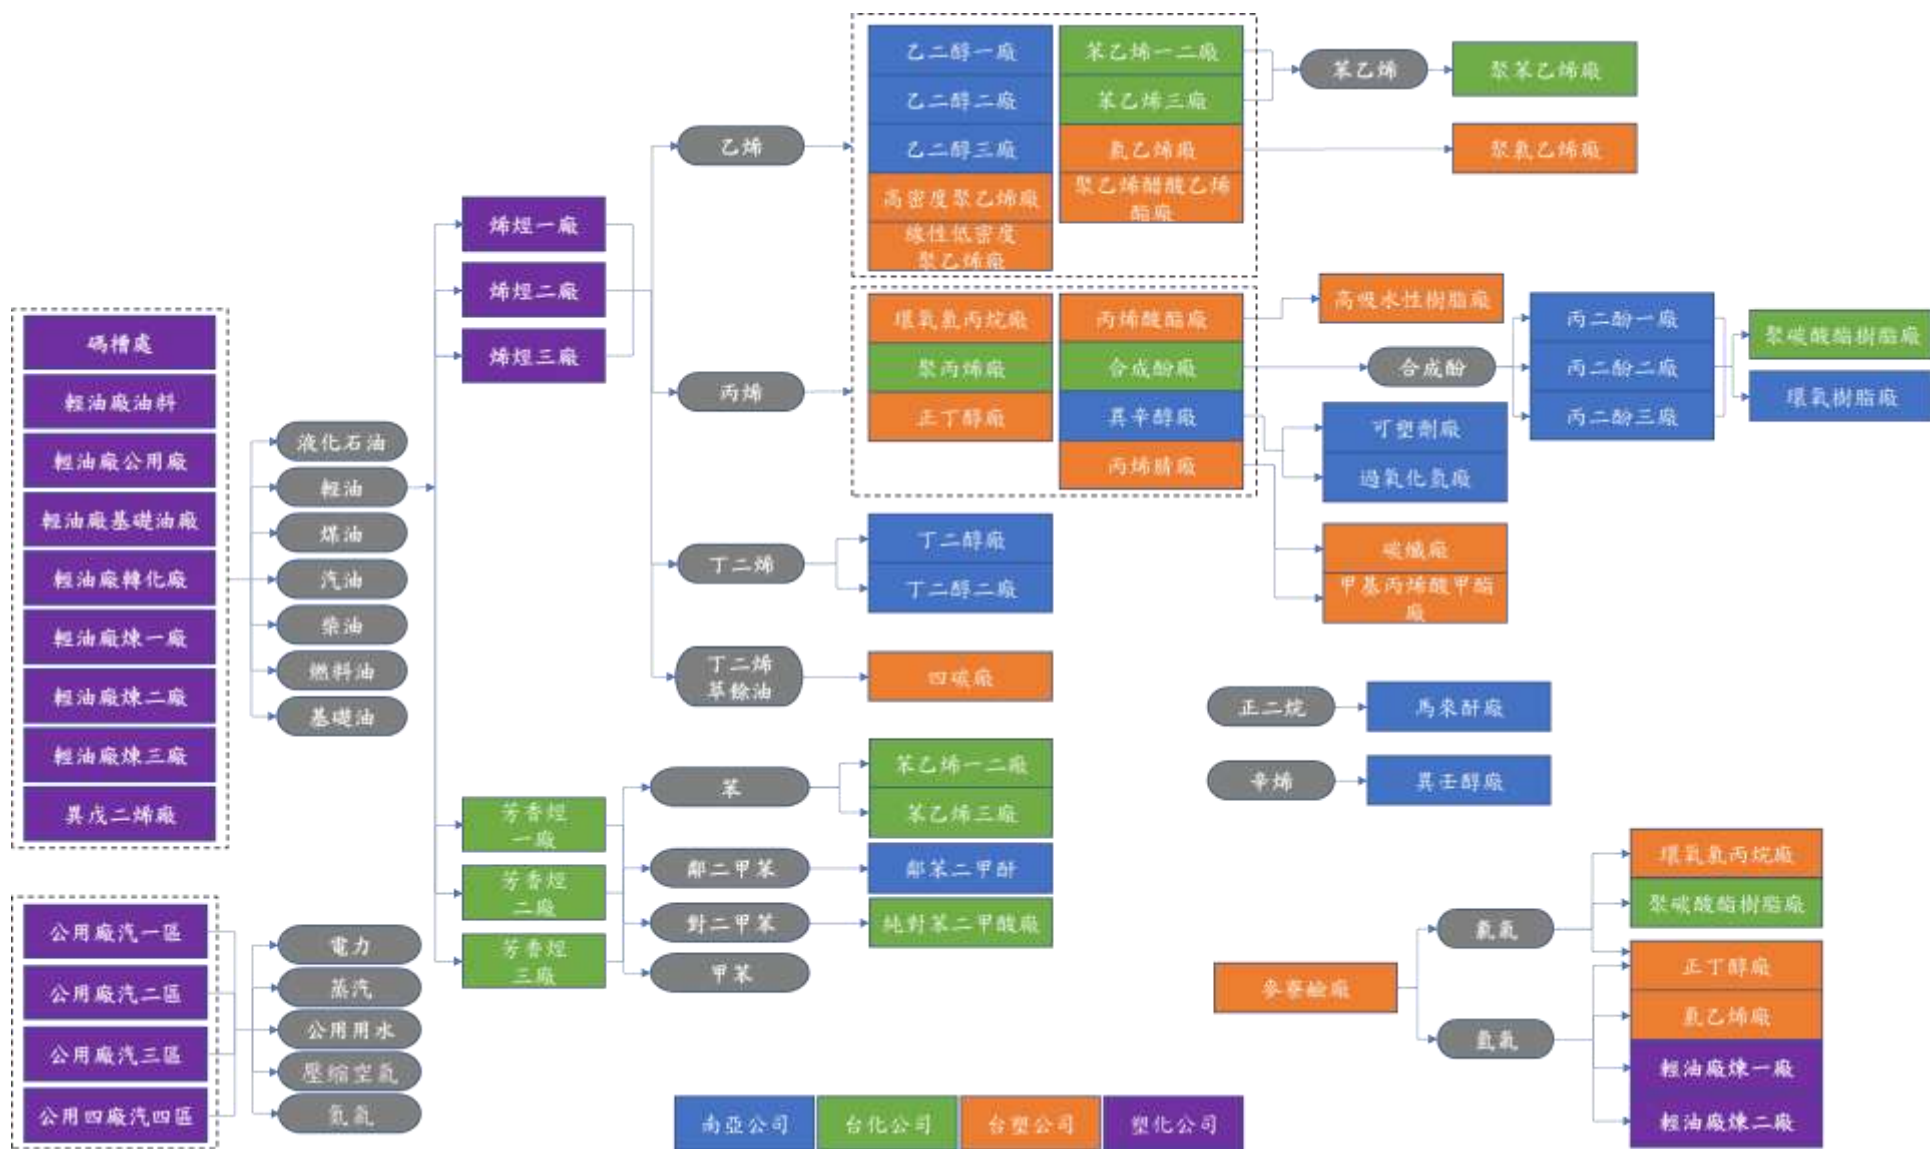 碼槽處
輕油廠油料
輕油廠公用廠
輕油廠基礎油廠
輕油廠轉化廠
輕油廠煉一廠
輕油廠煉二廠
輕油廠煉三廠
異戊二烯廠
公用廠汽一區
公用廠汽二區
公用廠汽三區
公用四廠汽四區
液化石油
輕油
煤油
汽油
柴油
燃料油
基礎油
電力
蒸汽
公用用水
壓縮空氣
氮氣
烯烴一廠
烯烴二廠
烯烴三廠
芳香烴
一廠
芳香烴
二廠
芳香烴
三廠
乙烯
丙烯
丁二烯
丁二烯
萃餘油
苯
鄰二甲苯
對二甲苯
甲苯
乙二醇一廠
乙二醇二廠
乙二醇三廠
高密度聚乙烯廠
線性低密度
聚乙烯廠
苯乙烯一二廠
苯乙烯三廠
氯乙烯廠
聚乙烯醋酸乙烯
酯廠
苯乙烯
聚苯乙烯廠
聚氯乙烯廠
環氧氯丙烷廠
聚丙烯廠
正丁醇廠
丙烯酸酯廠
合成酚廠
異辛醇廠
丙烯腈廠
高吸水性樹脂廠
合成酚
丙二酚一廠
丙二酚二廠
丙二酚三廠
聚碳酸酯樹脂廠
環氧樹脂廠
可塑劑廠
過氧化氫廠
碳纖廠
甲基丙烯酸甲酯
廠
丁二醇廠
丁二醇二廠
四碳廠
苯乙烯一二廠
苯乙烯三廠
鄰苯二甲酐
純對苯二甲酸廠
正二烷
馬來酐廠
辛烯
異壬醇廠
麥寮鹼廠
氯氣
氫氣
環氧氯丙烷廠
聚碳酸酯樹脂廠
正丁醇廠
氯乙烯廠
輕油廠煉一廠
輕油廠煉二廠
南亞公司
台化公司
台塑公司
塑化公司